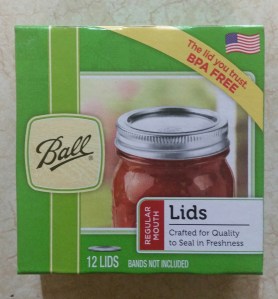 The lid you trust.
BPA FREE
Ball®
REGULAR
MOUTH
Lids
Crafted for Quality
to Seal in Freshness
12 LIDS
BANDS NOT INCLUDED